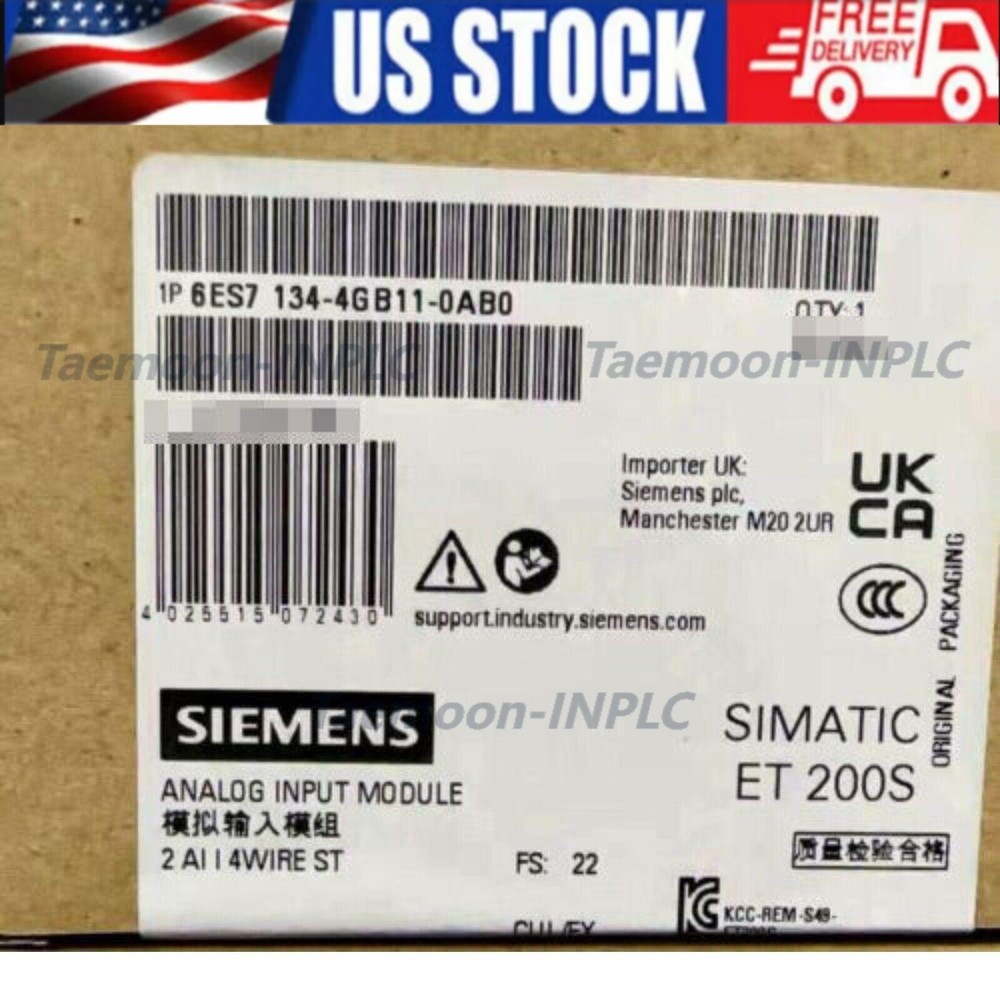 US STOCK
FREE
DELIVERY
1P 6ES7 134-4GB11-0AB0
QTY: 1
Taemoon-INPLC
Taemoon-INPLC
Importer UK:
Siemens plc,
Manchester M20 2UR
UK
CA
CCC
4 025515 072430
support.industry.siemens.com
ORIGINAL PACKAGING
SIEMENS
oon-INPLC
SIMATIC
ET 200S
ANALOG INPUT MODULE
模拟输入模组
2 AI I 4WIRE ST
FS: 22
质量检验合格
KCC-REM-S49-